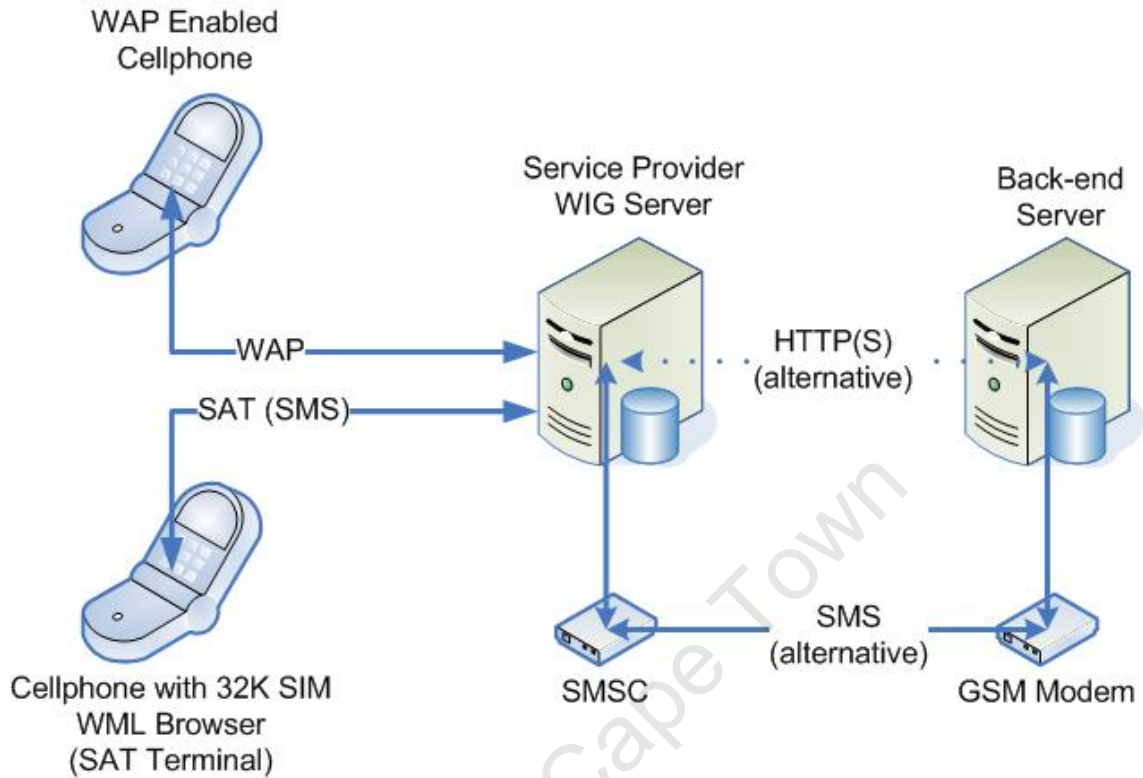 WAP Enabled
Cellphone
Service Provider
WIG Server
Back-end
Server
WAP
HTTP(S)
(alternative)
SAT (SMS)
SMS
(alternative)
Cellphone with 32K SIM
WML Browser
(SAT Terminal)
SMSC
GSM Modem
Cape Town